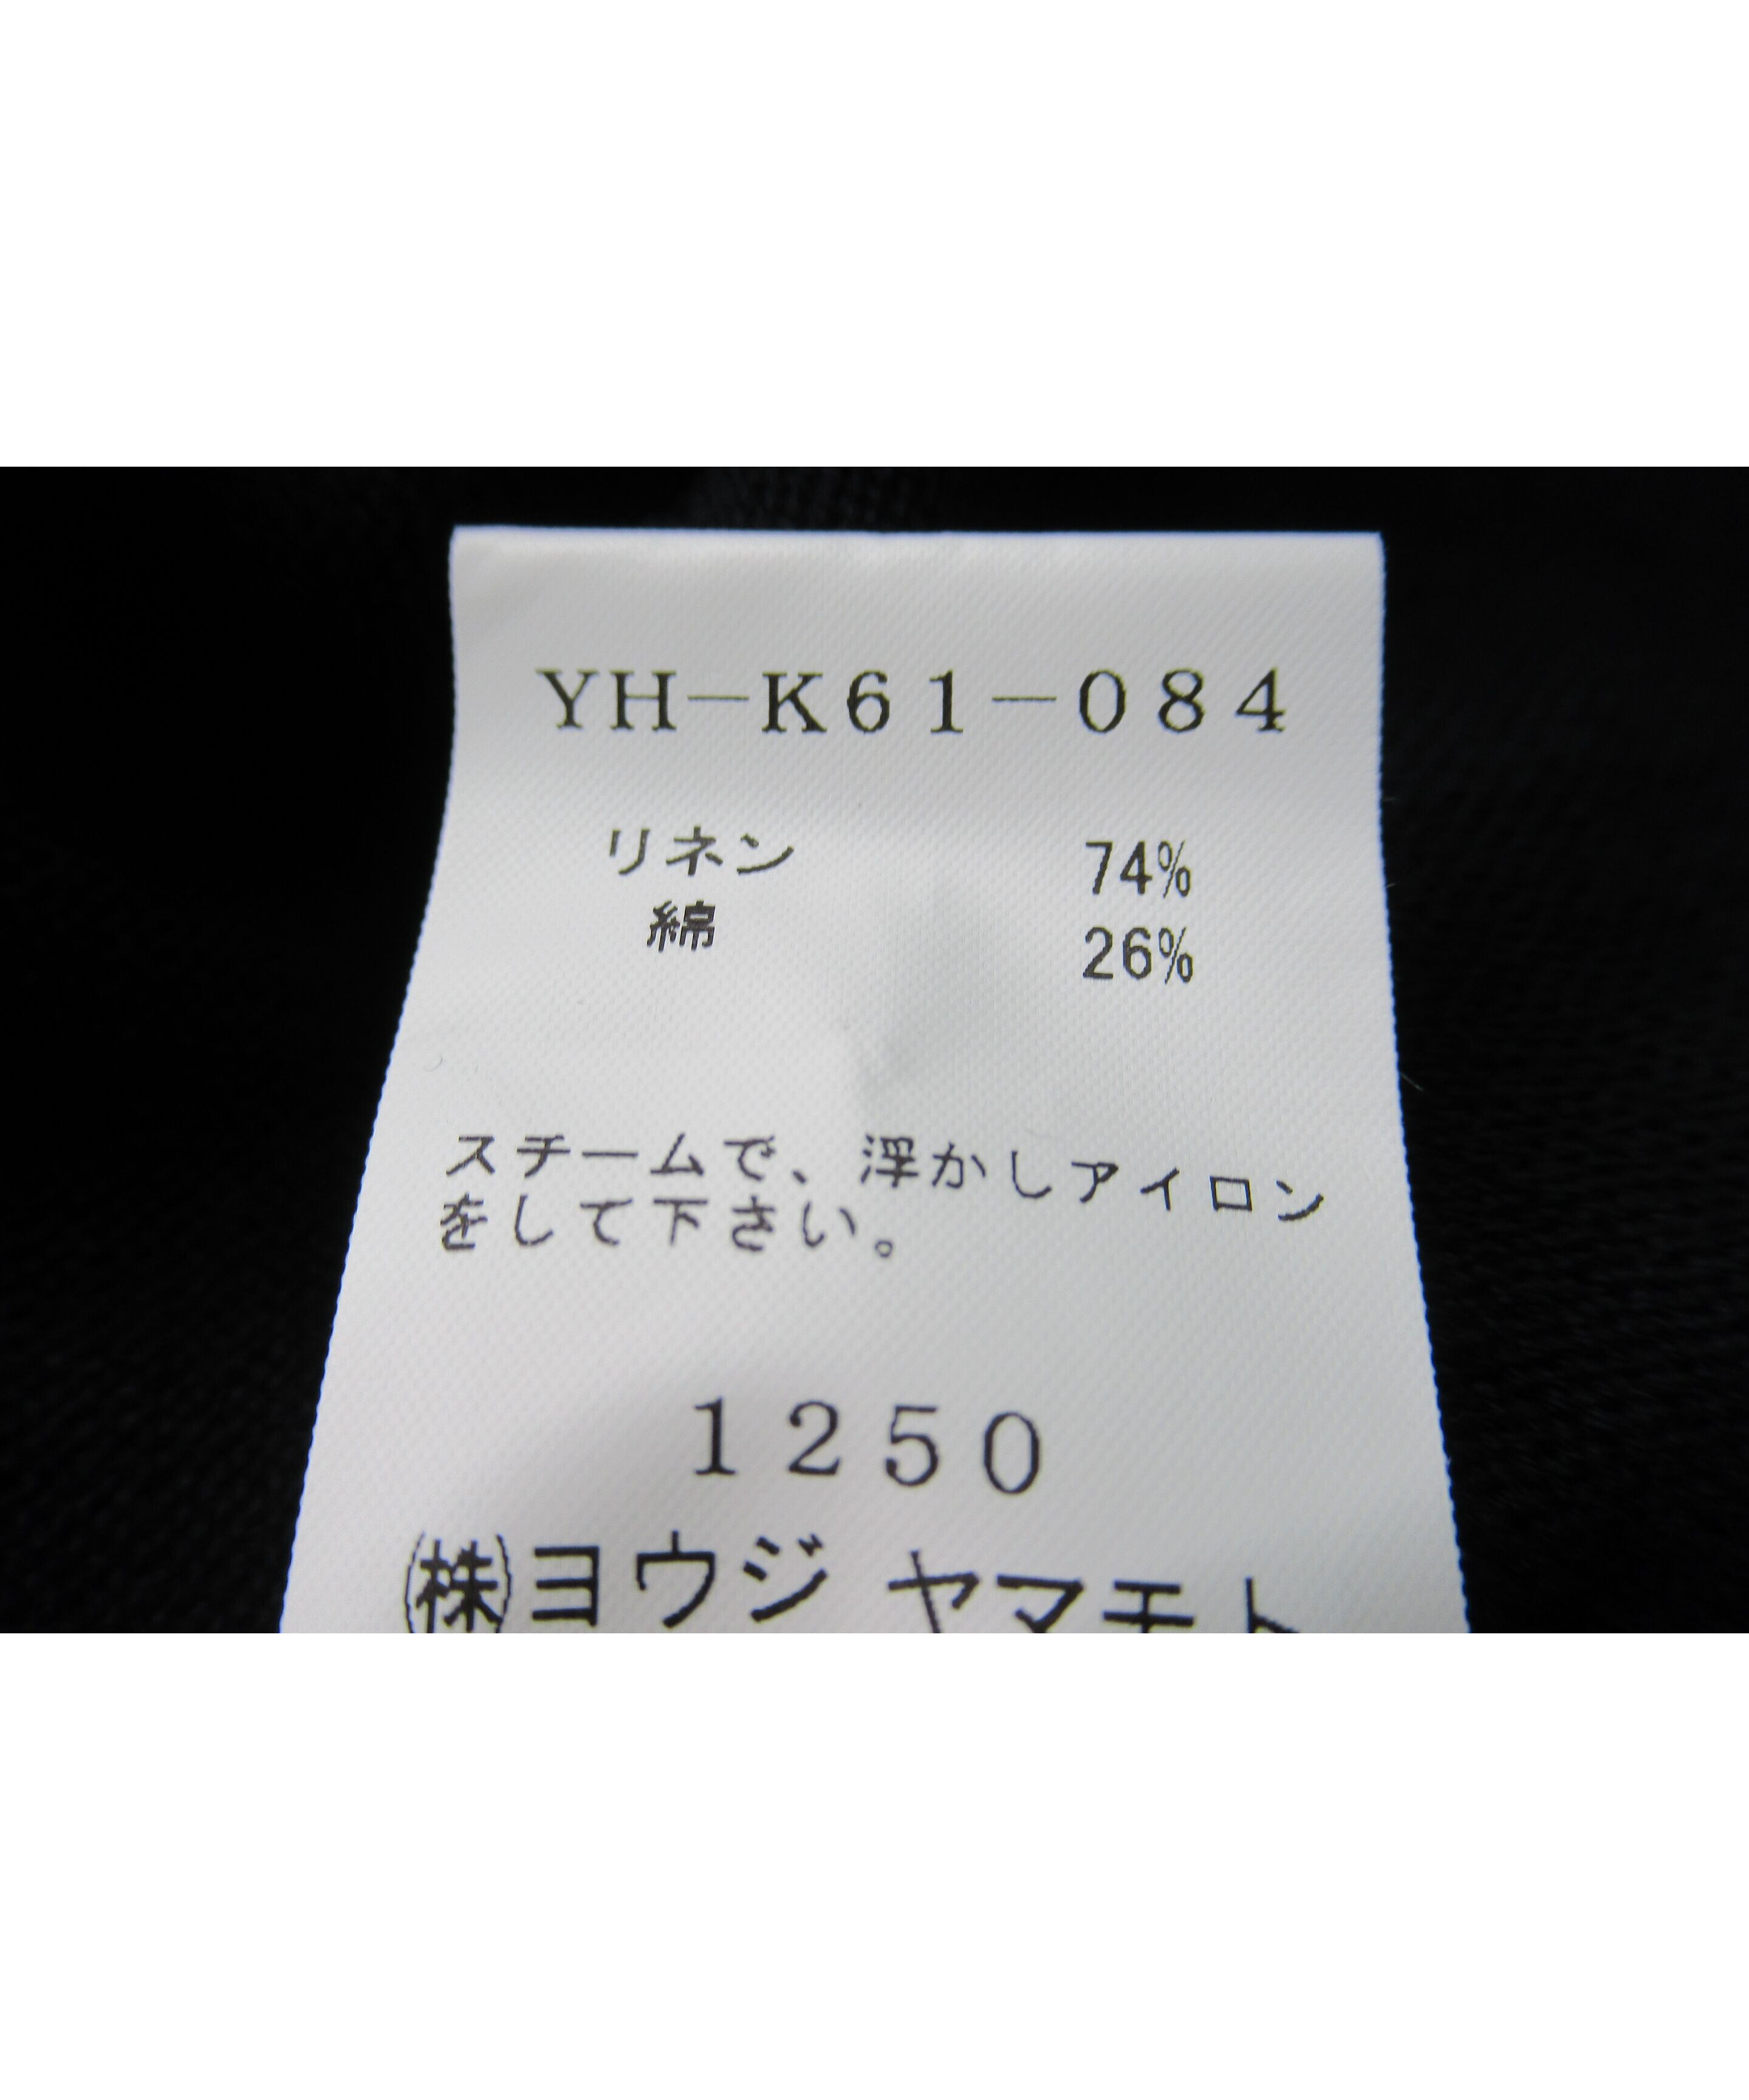 YH-K61-084
リネン 74%
綿 26%
スチームで、浮かしアイロン
をして下さい。
1250
㈱ヨウジ ヤマモト